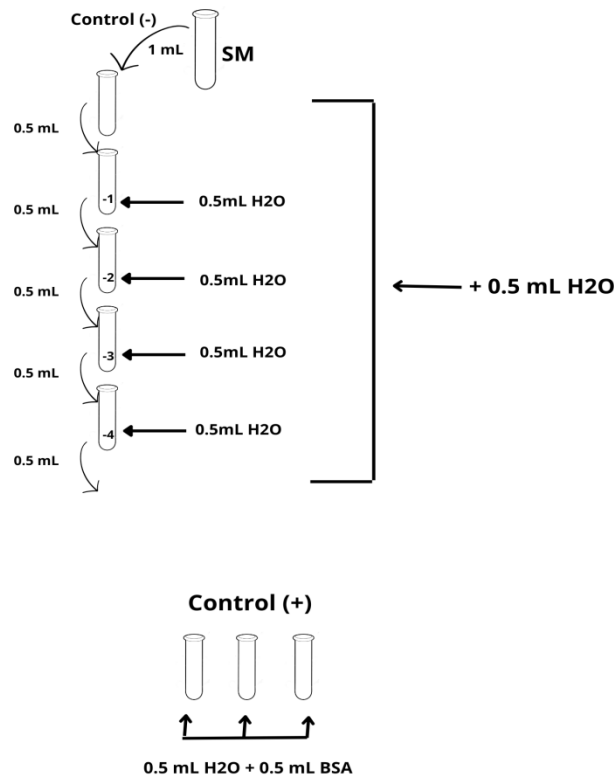 Control (-)
1 mL
SM
0.5 mL
-1
0.5mL H2O
0.5 mL
-2
0.5mL H2O
0.5 mL
-3
0.5mL H2O
0.5 mL
-4
0.5mL H2O
0.5 mL
+ 0.5 mL H2O
Control (+)
0.5 mL H2O + 0.5 mL BSA